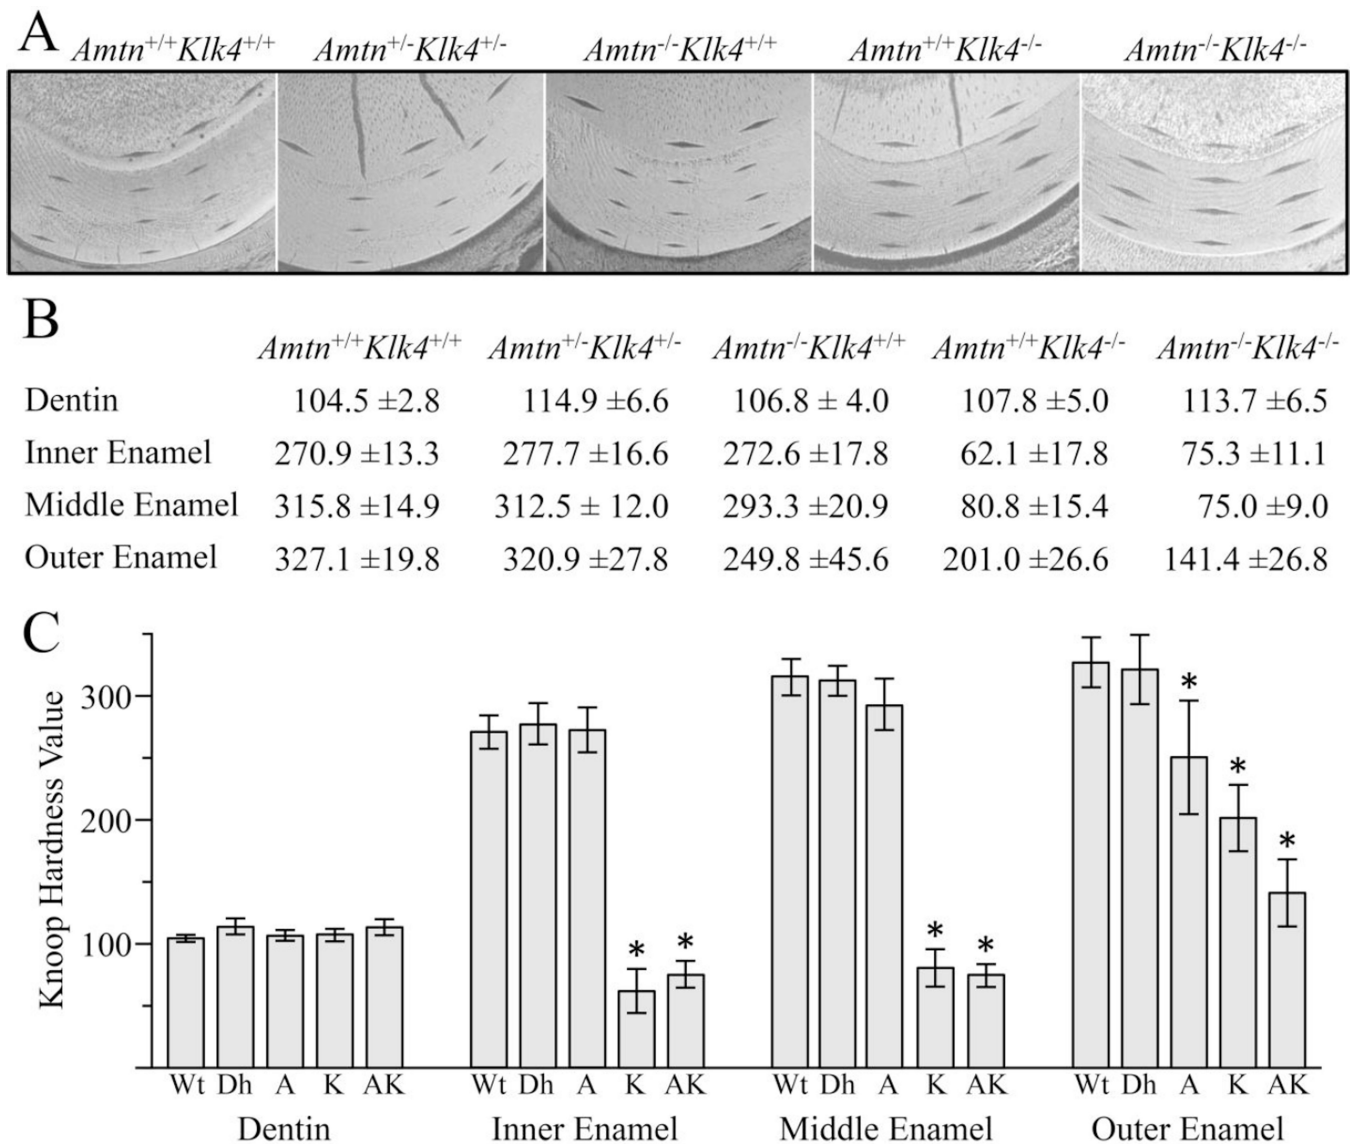 A
Amtn+/+Klk4+/+ Amtn+/-Klk4+/- Amtn-/-Klk4+/+ Amtn+/+Klk4-/- Amtn-/-Klk4-/-
B
Amtn+/+Klk4+/+ Amtn+/-Klk4+/- Amtn-/-Klk4+/+ Amtn+/+Klk4-/- Amtn-/-Klk4-/-
Dentin 104.5 ±2.8 114.9 ±6.6 106.8 ± 4.0 107.8 ±5.0 113.7 ±6.5
Inner Enamel 270.9 ±13.3 277.7 ±16.6 272.6 ±17.8 62.1 ±17.8 75.3 ±11.1
Middle Enamel 315.8 ±14.9 312.5 ± 12.0 293.3 ±20.9 80.8 ±15.4 75.0 ±9.0
Outer Enamel 327.1 ±19.8 320.9 ±27.8 249.8 ±45.6 201.0 ±26.6 141.4 ±26.8
C
Knoop Hardness Value
300
200
100
* * * * * * *
Wt Dh A K AK Wt Dh A K AK Wt Dh A K AK Wt Dh A K AK
Dentin Inner Enamel Middle Enamel Outer Enamel